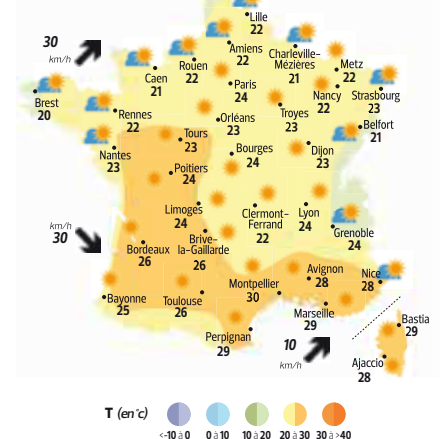 Lille
22
30
km/h
Amiens
22
Charleville-
Mézières
21
Rouen
22
Metz
22
Caen
21
Paris
24
Nancy
22
Strasbourg
23
Brest
20
Rennes
22
Orléans
23
Troyes
23
Belfort
21
Tours
23
Nantes
23
Bourges
24
Dijon
23
Poitiers
24
Limoges
24
Clermont-
Ferrand
22
Lyon
24
km/h
30
Grenoble
24
Brive-
la-Gaillarde
26
Bordeaux
26
Avignon
28
Nice
28
Montpellier
30
Bayonne
25
Toulouse
26
Marseille
29
Bastia
29
Perpignan
29
10
km/h
Ajaccio
28
T (en °c)
<-10 à 0 0 à 10 10 à 20 20 à 30 30 à >40